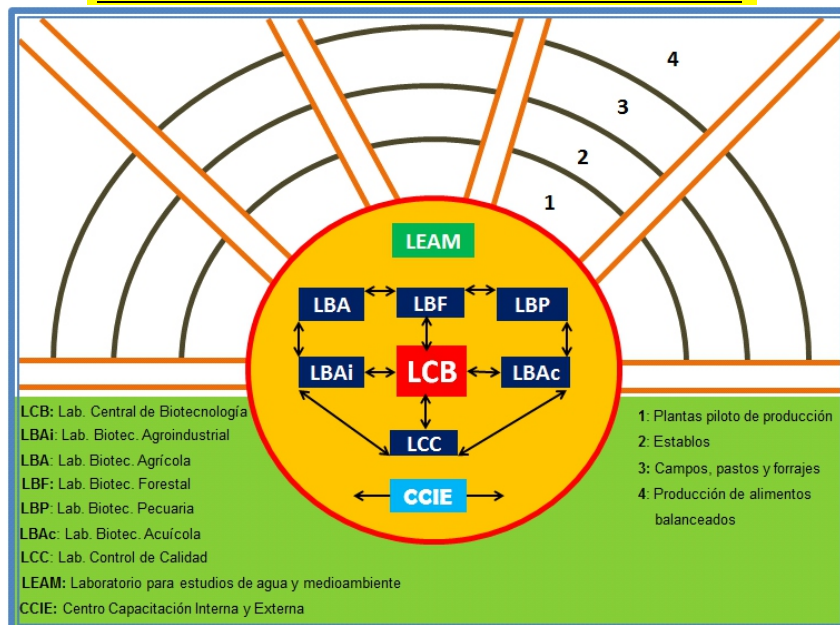 4
3
2
1
LEAM
LBA LBF LBP
LBAi LCB LBAc
LCC
CCIE
LCB: Lab. Central de Biotecnología
LBAi: Lab. Biotec. Agroindustrial
LBA: Lab. Biotec. Agrícola
LBF: Lab. Biotec. Forestal
LBP: Lab. Biotec. Pecuaria
LBAc: Lab. Biotec. Acuícola
LCC: Lab. Control de Calidad
LEAM: Laboratorio para estudios de agua y medioambiente
CCIE: Centro Capacitación Interna y Externa
1: Plantas piloto de producción
2: Establos
3: Campos, pastos y forrajes
4: Producción de alimentos
balanceados